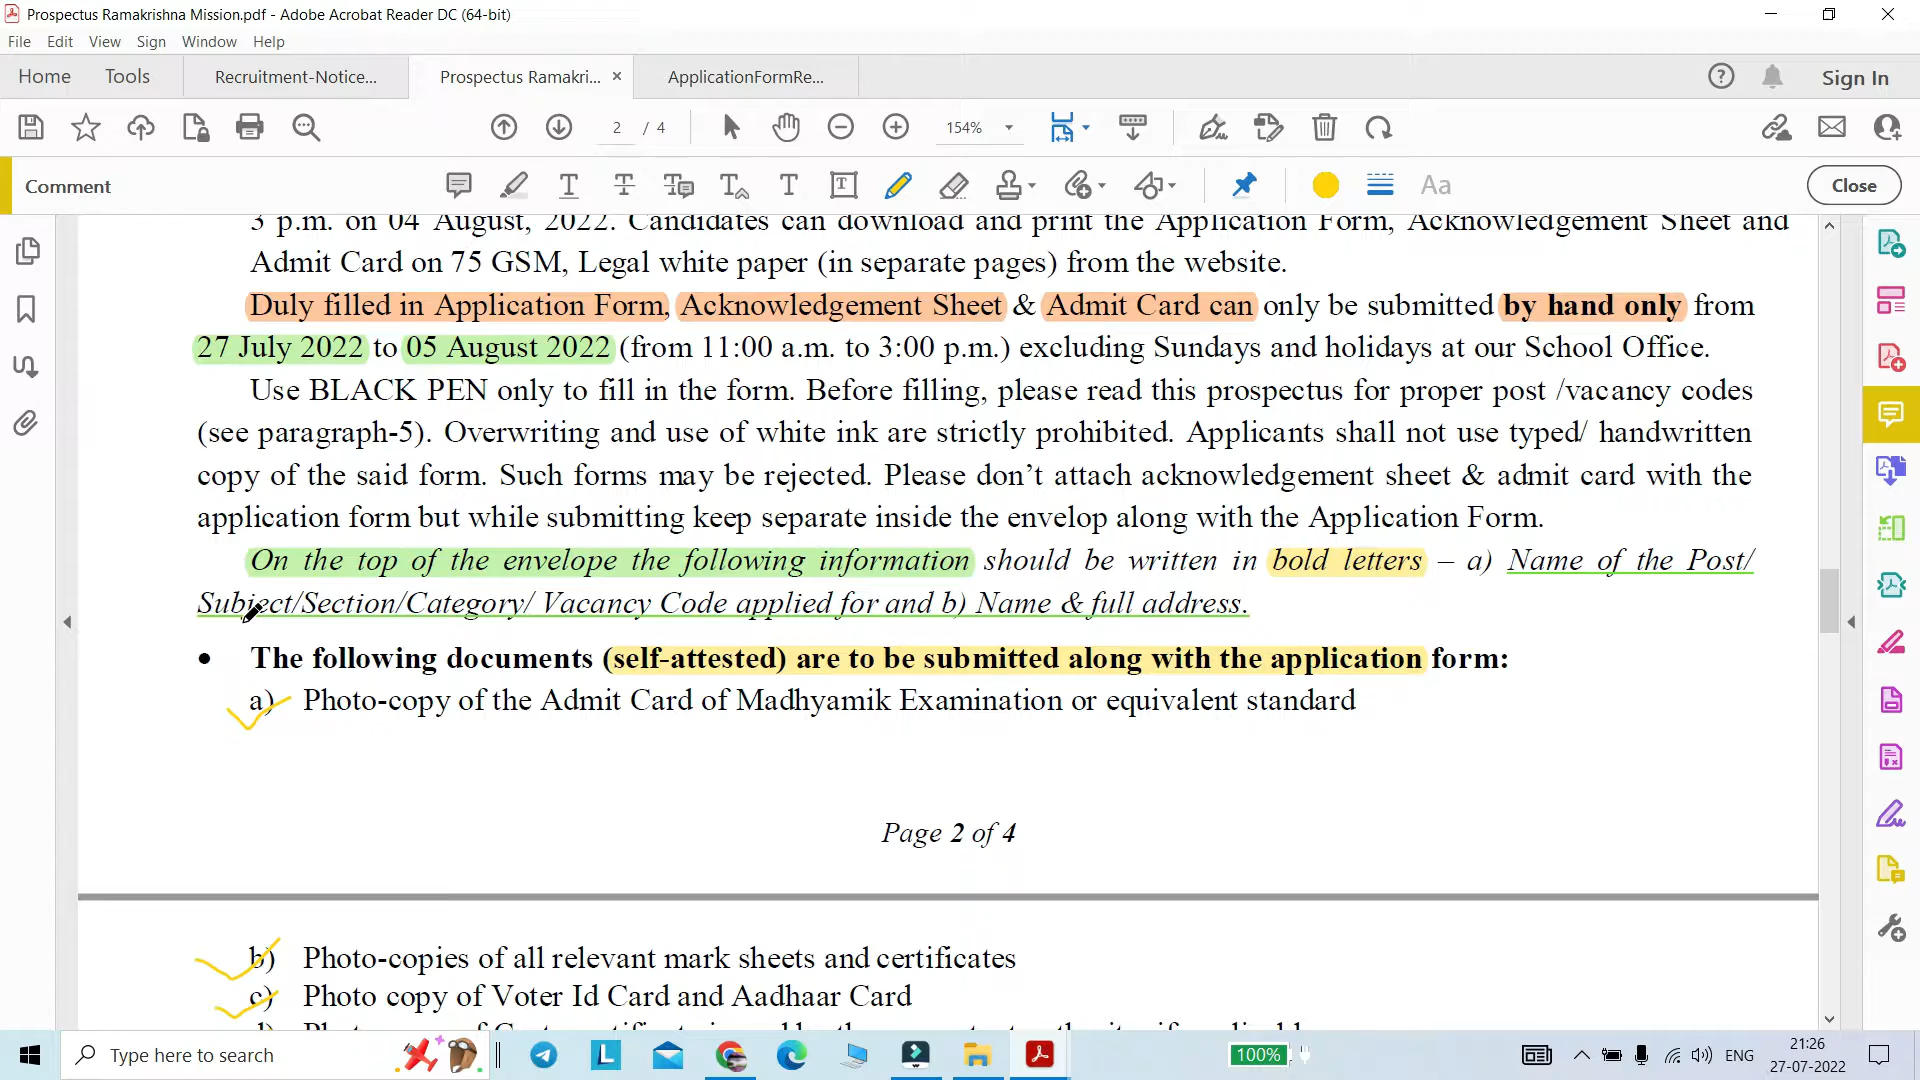 Prospectus Ramakrishna Mission.pdf - Adobe Acrobat Reader DC (64-bit)
File Edit View Sign Window Help
Home Tools Recruitment-Notice... Prospectus Ramakri... × ApplicationFormRe... Sign In
2 / 4 154%
Comment Close
3 p.m. on 04 August, 2022. Candidates can download and print the Application Form, Acknowledgement Sheet and
Admit Card on 75 GSM, Legal white paper (in separate pages) from the website.
Duly filled in Application Form, Acknowledgement Sheet & Admit Card can only be submitted by hand only from
27 July 2022 to 05 August 2022 (from 11:00 a.m. to 3:00 p.m.) excluding Sundays and holidays at our School Office.
Use BLACK PEN only to fill in the form. Before filling, please read this prospectus for proper post /vacancy codes
(see paragraph-5). Overwriting and use of white ink are strictly prohibited. Applicants shall not use typed/ handwritten
copy of the said form. Such forms may be rejected. Please don’t attach acknowledgement sheet & admit card with the
application form but while submitting keep separate inside the envelop along with the Application Form.
On the top of the envelope the following information should be written in bold letters – a) Name of the Post/
Subject/Section/Category/ Vacancy Code applied for and b) Name & full address.
• The following documents (self-attested) are to be submitted along with the application form:
a) Photo-copy of the Admit Card of Madhyamik Examination or equivalent standard
Page 2 of 4
b) Photo-copies of all relevant mark sheets and certificates
c) Photo copy of Voter Id Card and Aadhaar Card
Type here to search 100% ENG 21:26
27-07-2022